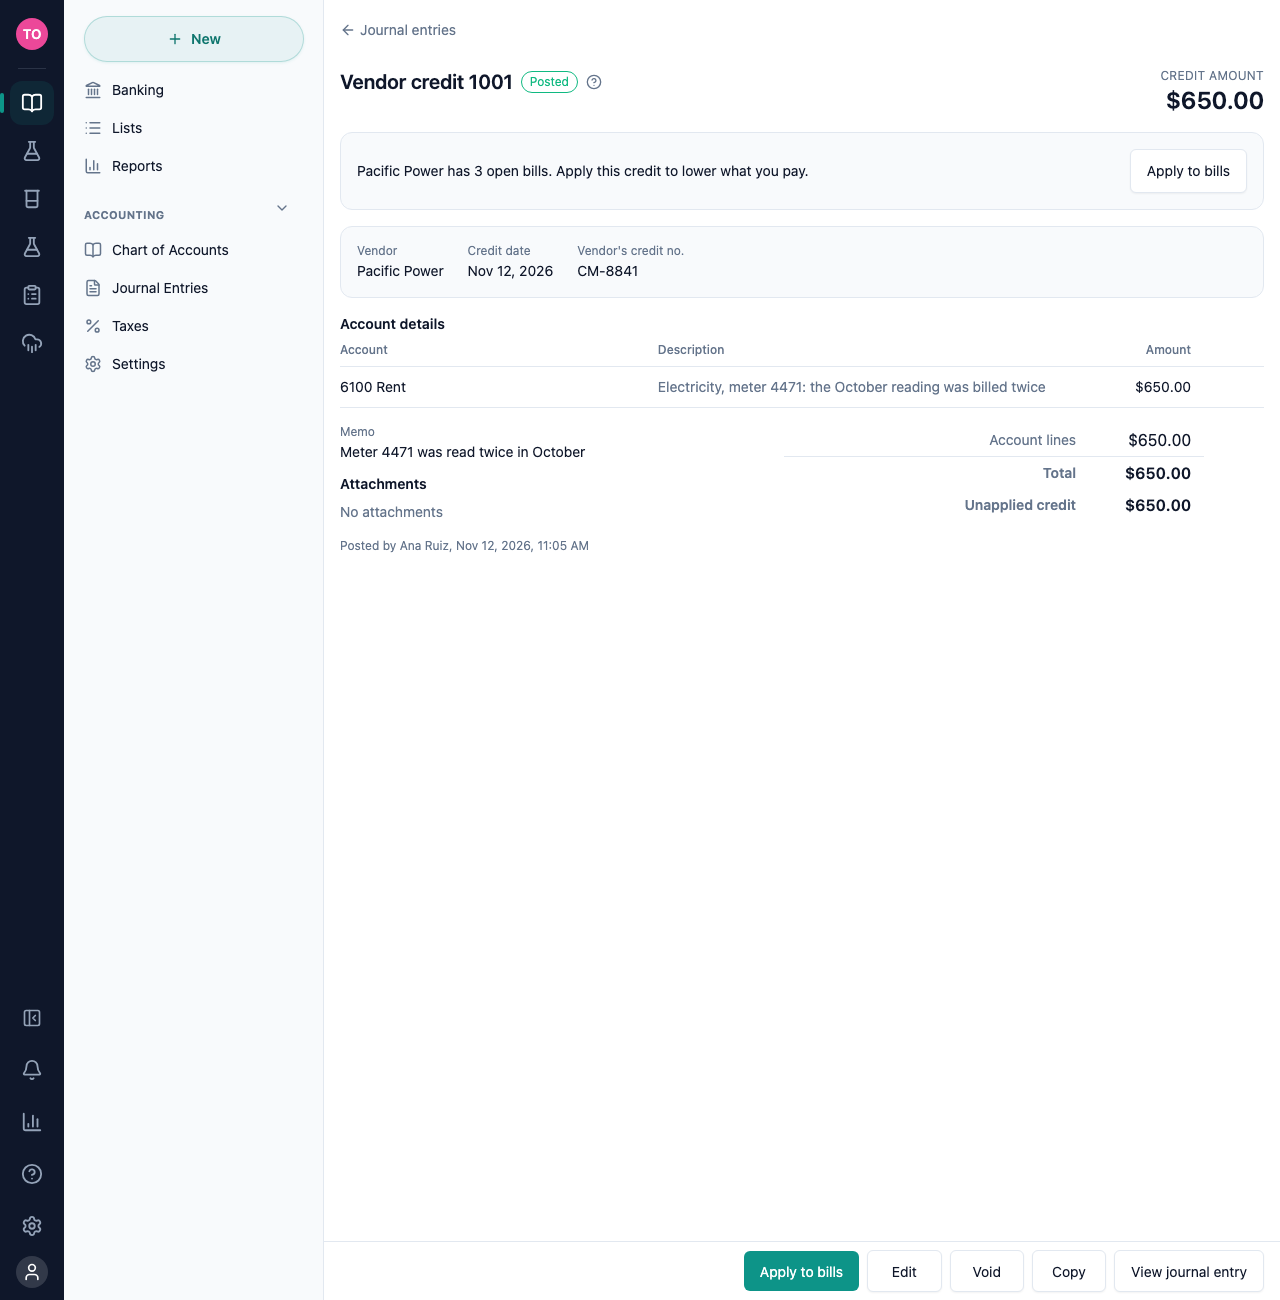 TO
New
Banking
Lists
Reports
ACCOUNTING
Chart of Accounts
Journal Entries
Taxes
Settings
Journal entries
Vendor credit 1001 Posted
CREDIT AMOUNT
$650.00
Pacific Power has 3 open bills. Apply this credit to lower what you pay.
Apply to bills
Vendor Credit date Vendor's credit no.
Pacific Power Nov 12, 2026 CM-8841
Account details
Account Description Amount
6100 Rent Electricity, meter 4471: the October reading was billed twice $650.00
Memo
Meter 4471 was read twice in October
Attachments
No attachments
Posted by Ana Ruiz, Nov 12, 2026, 11:05 AM
Account lines $650.00
Total $650.00
Unapplied credit $650.00
Apply to bills Edit Void Copy View journal entry